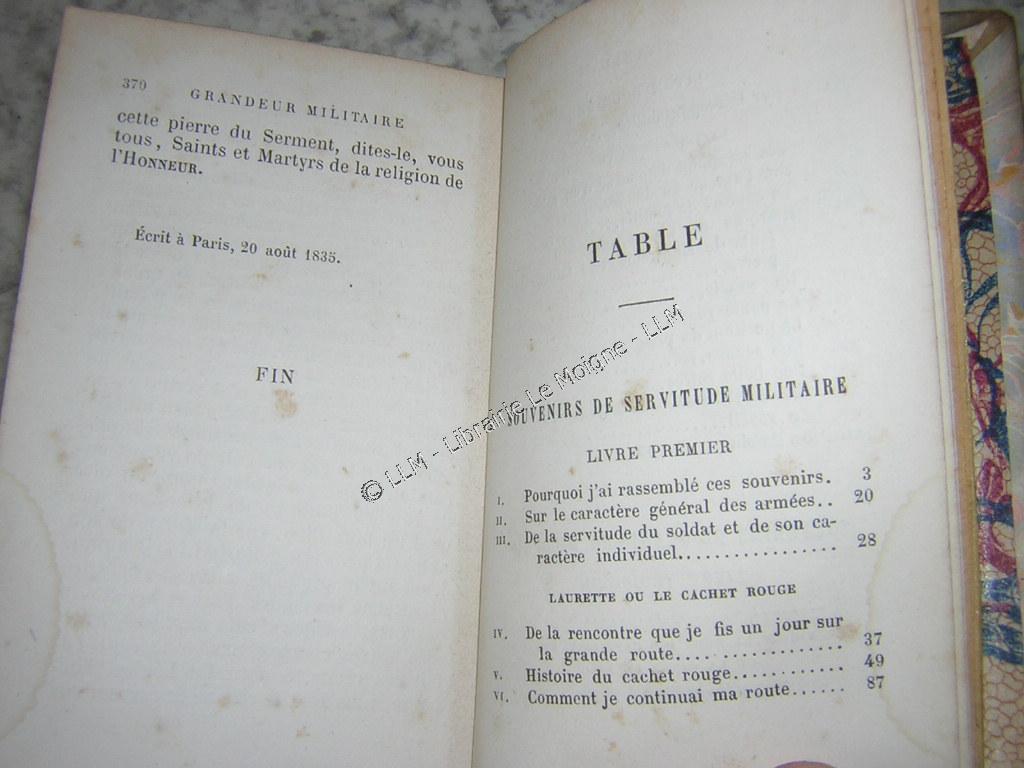 370 GRANDEUR MILITAIRE
cette pierre du Serment, dites-le, vous
tous, Saints et Martyrs de la religion de
l'HONNEUR.
Écrit à Paris, 20 août 1835.
FIN
TABLE
SOUVENIRS DE SERVITUDE MILITAIRE
LIVRE PREMIER
I. Pourquoi j'ai rassemblé ces souvenirs. 3
II. Sur le caractère général des armées.. 20
III. De la servitude du soldat et de son ca-
ractère individuel................. 28
LAURETTE OU LE CACHET ROUGE
IV. De la rencontre que je fis un jour sur
la grande route.................. 37
V. Histoire du cachet rouge........... 49
VI. Comment je continuai ma route...... 87
© LLM - Librairie Le Moigne - LLM